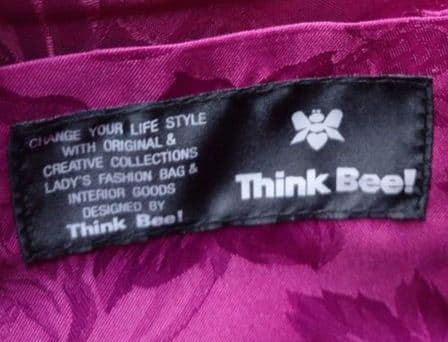 CHANGE YOUR LIFE STYLE
WITH ORIGINAL &
CREATIVE COLLECTIONS
LADY'S FASHION BAG &
INTERIOR GOODS
DESIGNED BY
Think Bee!
Think Bee!